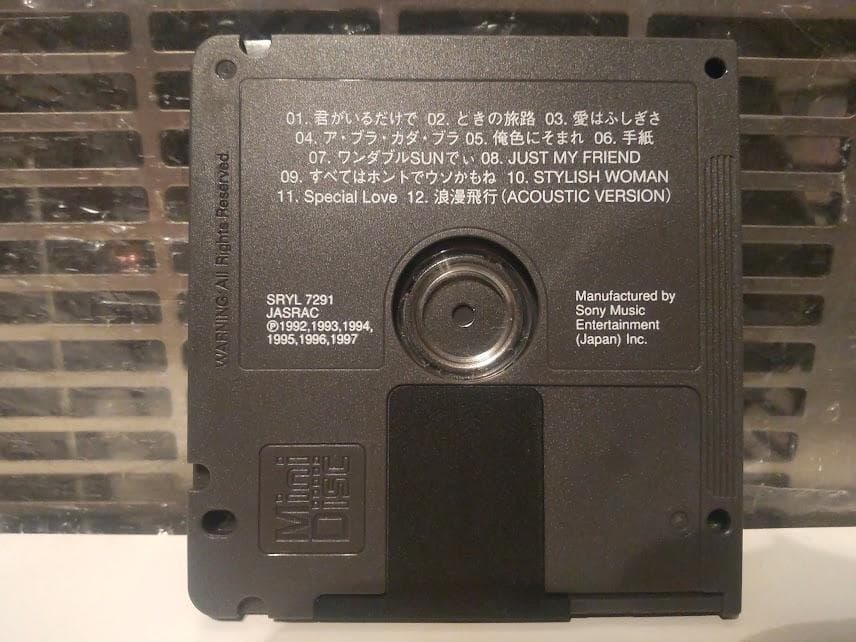 01. 君がいるだけで 02. ときの旅路 03. 愛はふしぎさ
04. ア・ブラ・カダ・ブラ 05. 俺色にそまれ 06. 手紙
07. ワンダブルSUNでぃ 08. JUST MY FRIEND
09. すべてはホントでウソかもね 10. STYLISH WOMAN
11. Special Love 12. 浪漫飛行(ACOUSTIC VERSION)
WARNING:All Rights Reserved.
SRYL 7291
JASRAC
℗1992,1993,1994,
1995,1996,1997
Manufactured by
Sony Music
Entertainment
(Japan) Inc.
Mini
DISC